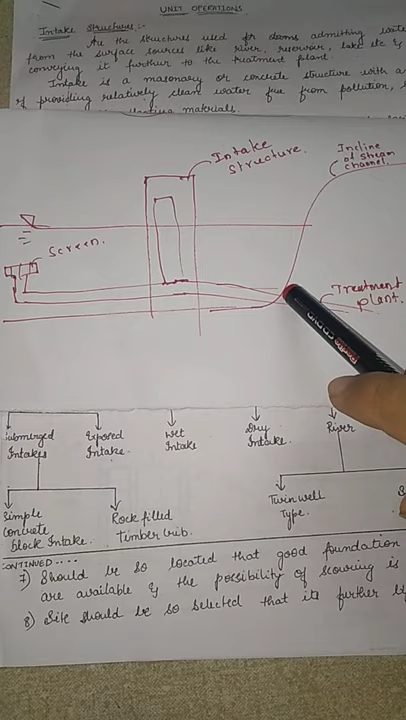 UNIT OPERATIONS
Intake Structures:-
Are the structures used for dams admitting wate
from the surface sources like river, reservoir, lake etc &
conveying it further to the treatment plant.
Intake is a masonary or concrete structure with a
of providing relatively clean water free from pollution,
floating materials.
Intake
structure.
Incline
of stream
channel.
Screen.
Treatment
plant.
Submerged
Intakes
Exposed
Intake.
Wet
Intake
Dry
Intake.
River
Simple
Concrete
block Intake.
Rock filled
timber crib.
Twin well
Type.
CONTINUED....
7) Should be so located that good foundation
are available & the possibility of scouring is
8) Site should be so selected that its further